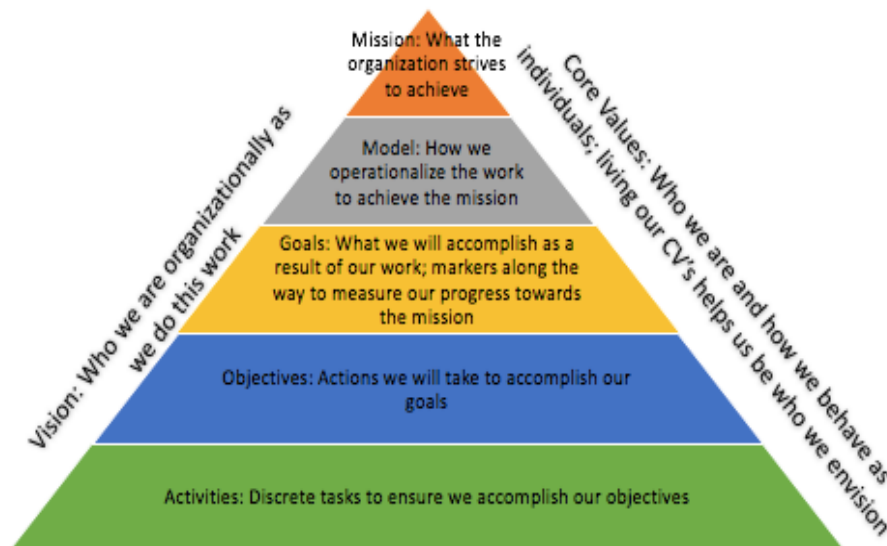 Mission: What the
organization strives
to achieve
Model: How we
operationalize the work
to achieve the mission
Goals: What we will accomplish as a
result of our work; markers along the
way to measure our progress towards
the mission
Objectives: Actions we will take to accomplish our
goals
Activities: Discrete tasks to ensure we accomplish our objectives
Vision: Who we are organizationally as
we do this work
Core Values: Who we are and how we behave as
individuals; living our CV's helps us be who we envision